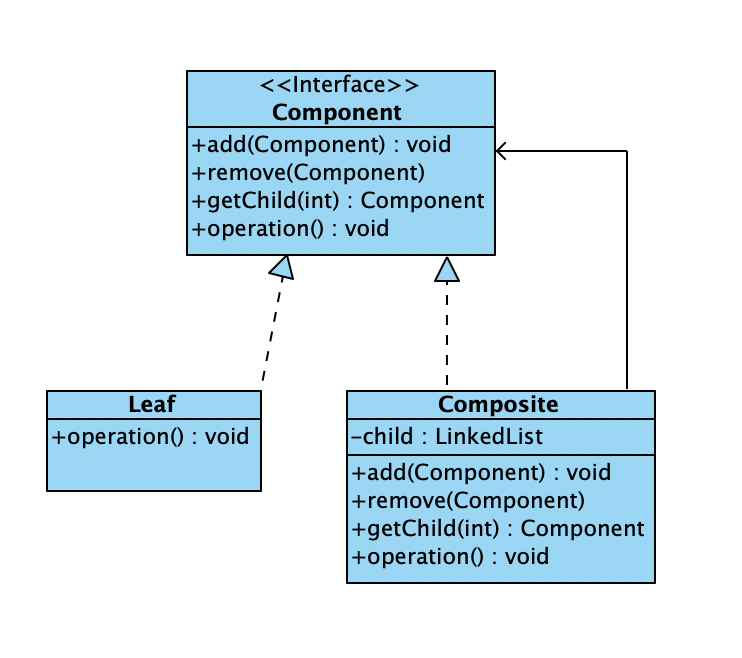 <<Interface>>
Component
+add(Component) : void
+remove(Component)
+getChild(int) : Component
+operation() : void
Leaf
+operation() : void
Composite
-child : LinkedList
+add(Component) : void
+remove(Component)
+getChild(int) : Component
+operation() : void